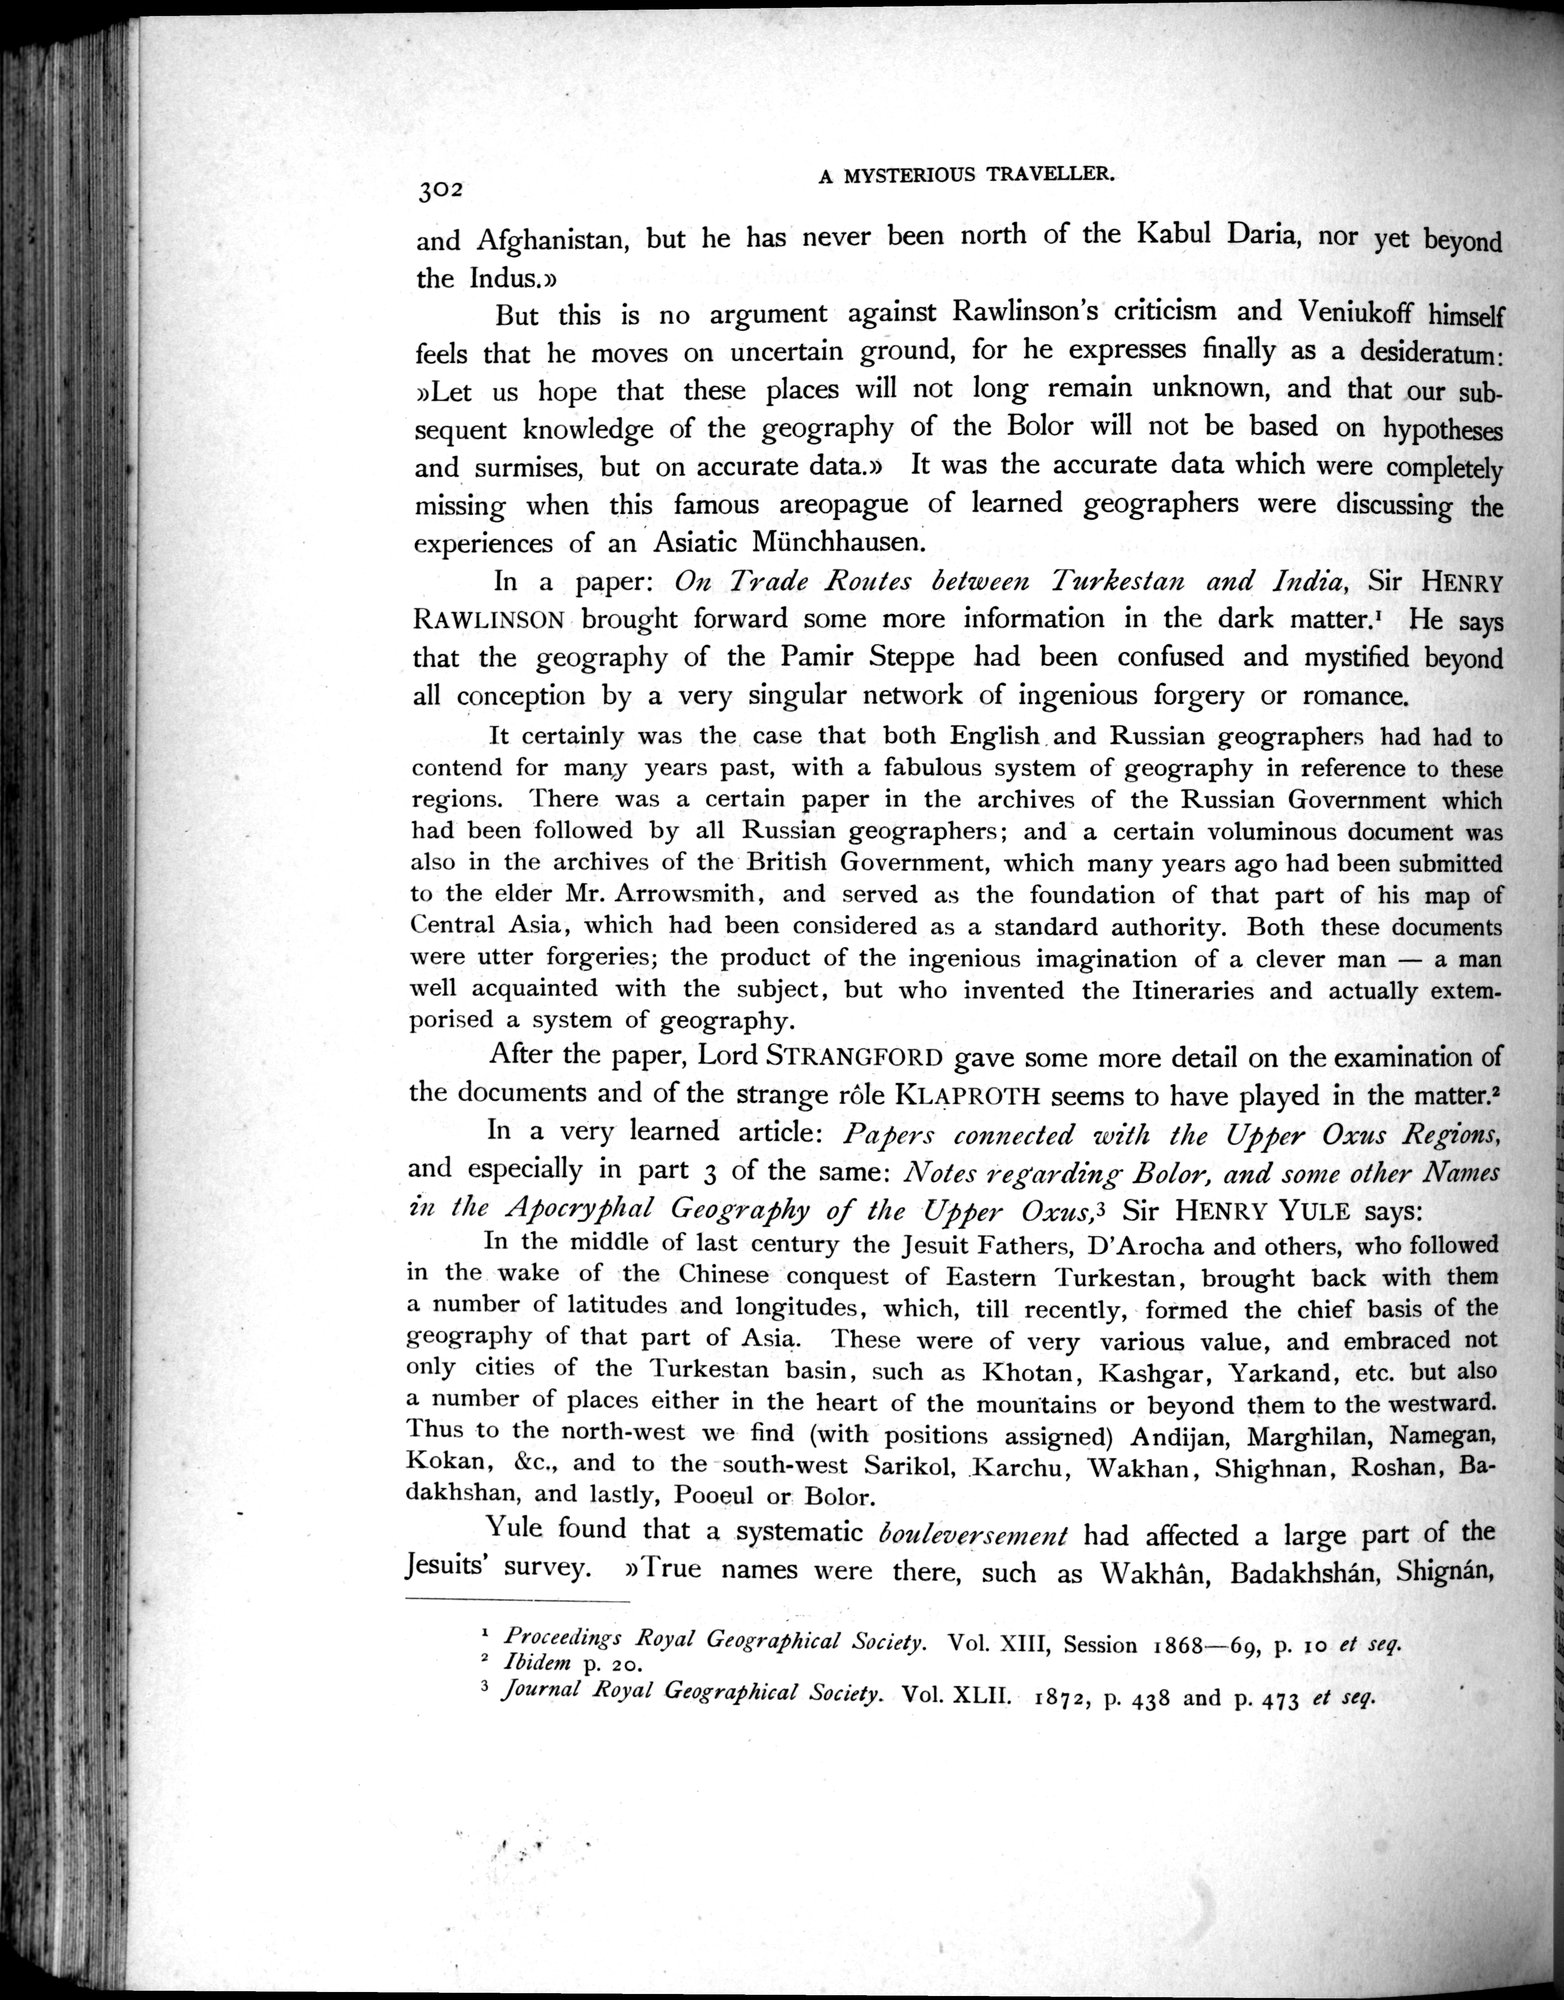 302
A MYSTERIOUS TRAVELLER.
and Afghanistan, but he has never been north of the Kabul Daria, nor yet beyond
the Indus.»
But this is no argument against Rawlinson's criticism and Veniukoff himself
feels that he moves on uncertain ground, for he expresses finally as a desideratum:
»Let us hope that these places will not long remain unknown, and that our sub-
sequent knowledge of the geography of the Bolor will not be based on hypotheses
and surmises, but on accurate data.» It was the accurate data which were completely
missing when this famous areopague of learned geographers were discussing the
experiences of an Asiatic Münchhausen.
In a paper: On Trade Routes between Turkestan and India, Sir HENRY
RAWLINSON brought forward some more information in the dark matter.¹ He says
that the geography of the Pamir Steppe had been confused and mystified beyond
all conception by a very singular network of ingenious forgery or romance.
It certainly was the case that both English and Russian geographers had had to
contend for many years past, with a fabulous system of geography in reference to these
regions. There was a certain paper in the archives of the Russian Government which
had been followed by all Russian geographers; and a certain voluminous document was
also in the archives of the British Government, which many years ago had been submitted
to the elder Mr. Arrowsmith, and served as the foundation of that part of his map of
Central Asia, which had been considered as a standard authority. Both these documents
were utter forgeries; the product of the ingenious imagination of a clever man — a man
well acquainted with the subject, but who invented the Itineraries and actually extem-
porised a system of geography.
After the paper, Lord STRANGFORD gave some more detail on the examination of
the documents and of the strange rôle KLAPROTH seems to have played in the matter.²
In a very learned article: Papers connected with the Upper Oxus Regions,
and especially in part 3 of the same: Notes regarding Bolor, and some other Names
in the Apocryphal Geography of the Upper Oxus,³ Sir HENRY YULE says:
In the middle of last century the Jesuit Fathers, D'Arocha and others, who followed
in the wake of the Chinese conquest of Eastern Turkestan, brought back with them
a number of latitudes and longitudes, which, till recently, formed the chief basis of the
geography of that part of Asia. These were of very various value, and embraced not
only cities of the Turkestan basin, such as Khotan, Kashgar, Yarkand, etc. but also
a number of places either in the heart of the mountains or beyond them to the westward.
Thus to the north-west we find (with positions assigned) Andijan, Marghilan, Namegan,
Kokan, &c., and to the south-west Sarikol, Karchu, Wakhan, Shighnan, Roshan, Ba-
dakhshan, and lastly, Pooeul or Bolor.
Yule found that a systematic bouleversement had affected a large part of the
Jesuits' survey. »True names were there, such as Wakhân, Badakhshán, Shignán,
¹ Proceedings Royal Geographical Society. Vol. XIII, Session 1868—69, p. 10 et seq.
² Ibidem p. 20.
³ Journal Royal Geographical Society. Vol. XLII. 1872, p. 438 and p. 473 et seq.